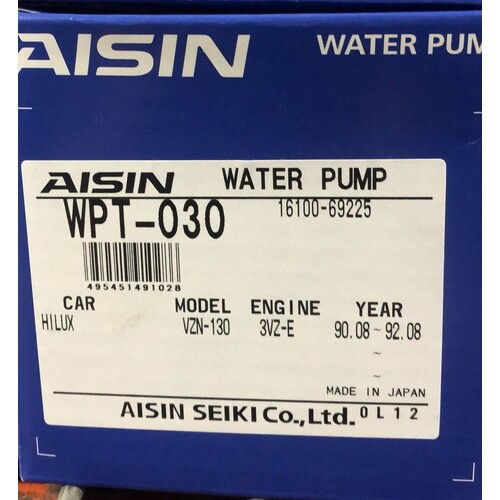 AISIN WATER PUM
AISIN WATER PUMP
WPT-030 16100-69225
495451491028
CAR MODEL ENGINE YEAR
HILUX VZN-130 3VZ-E 90.08~92.08
~
~
MADE IN JAPAN
AISIN SEIKI Co.,Ltd. 0L12